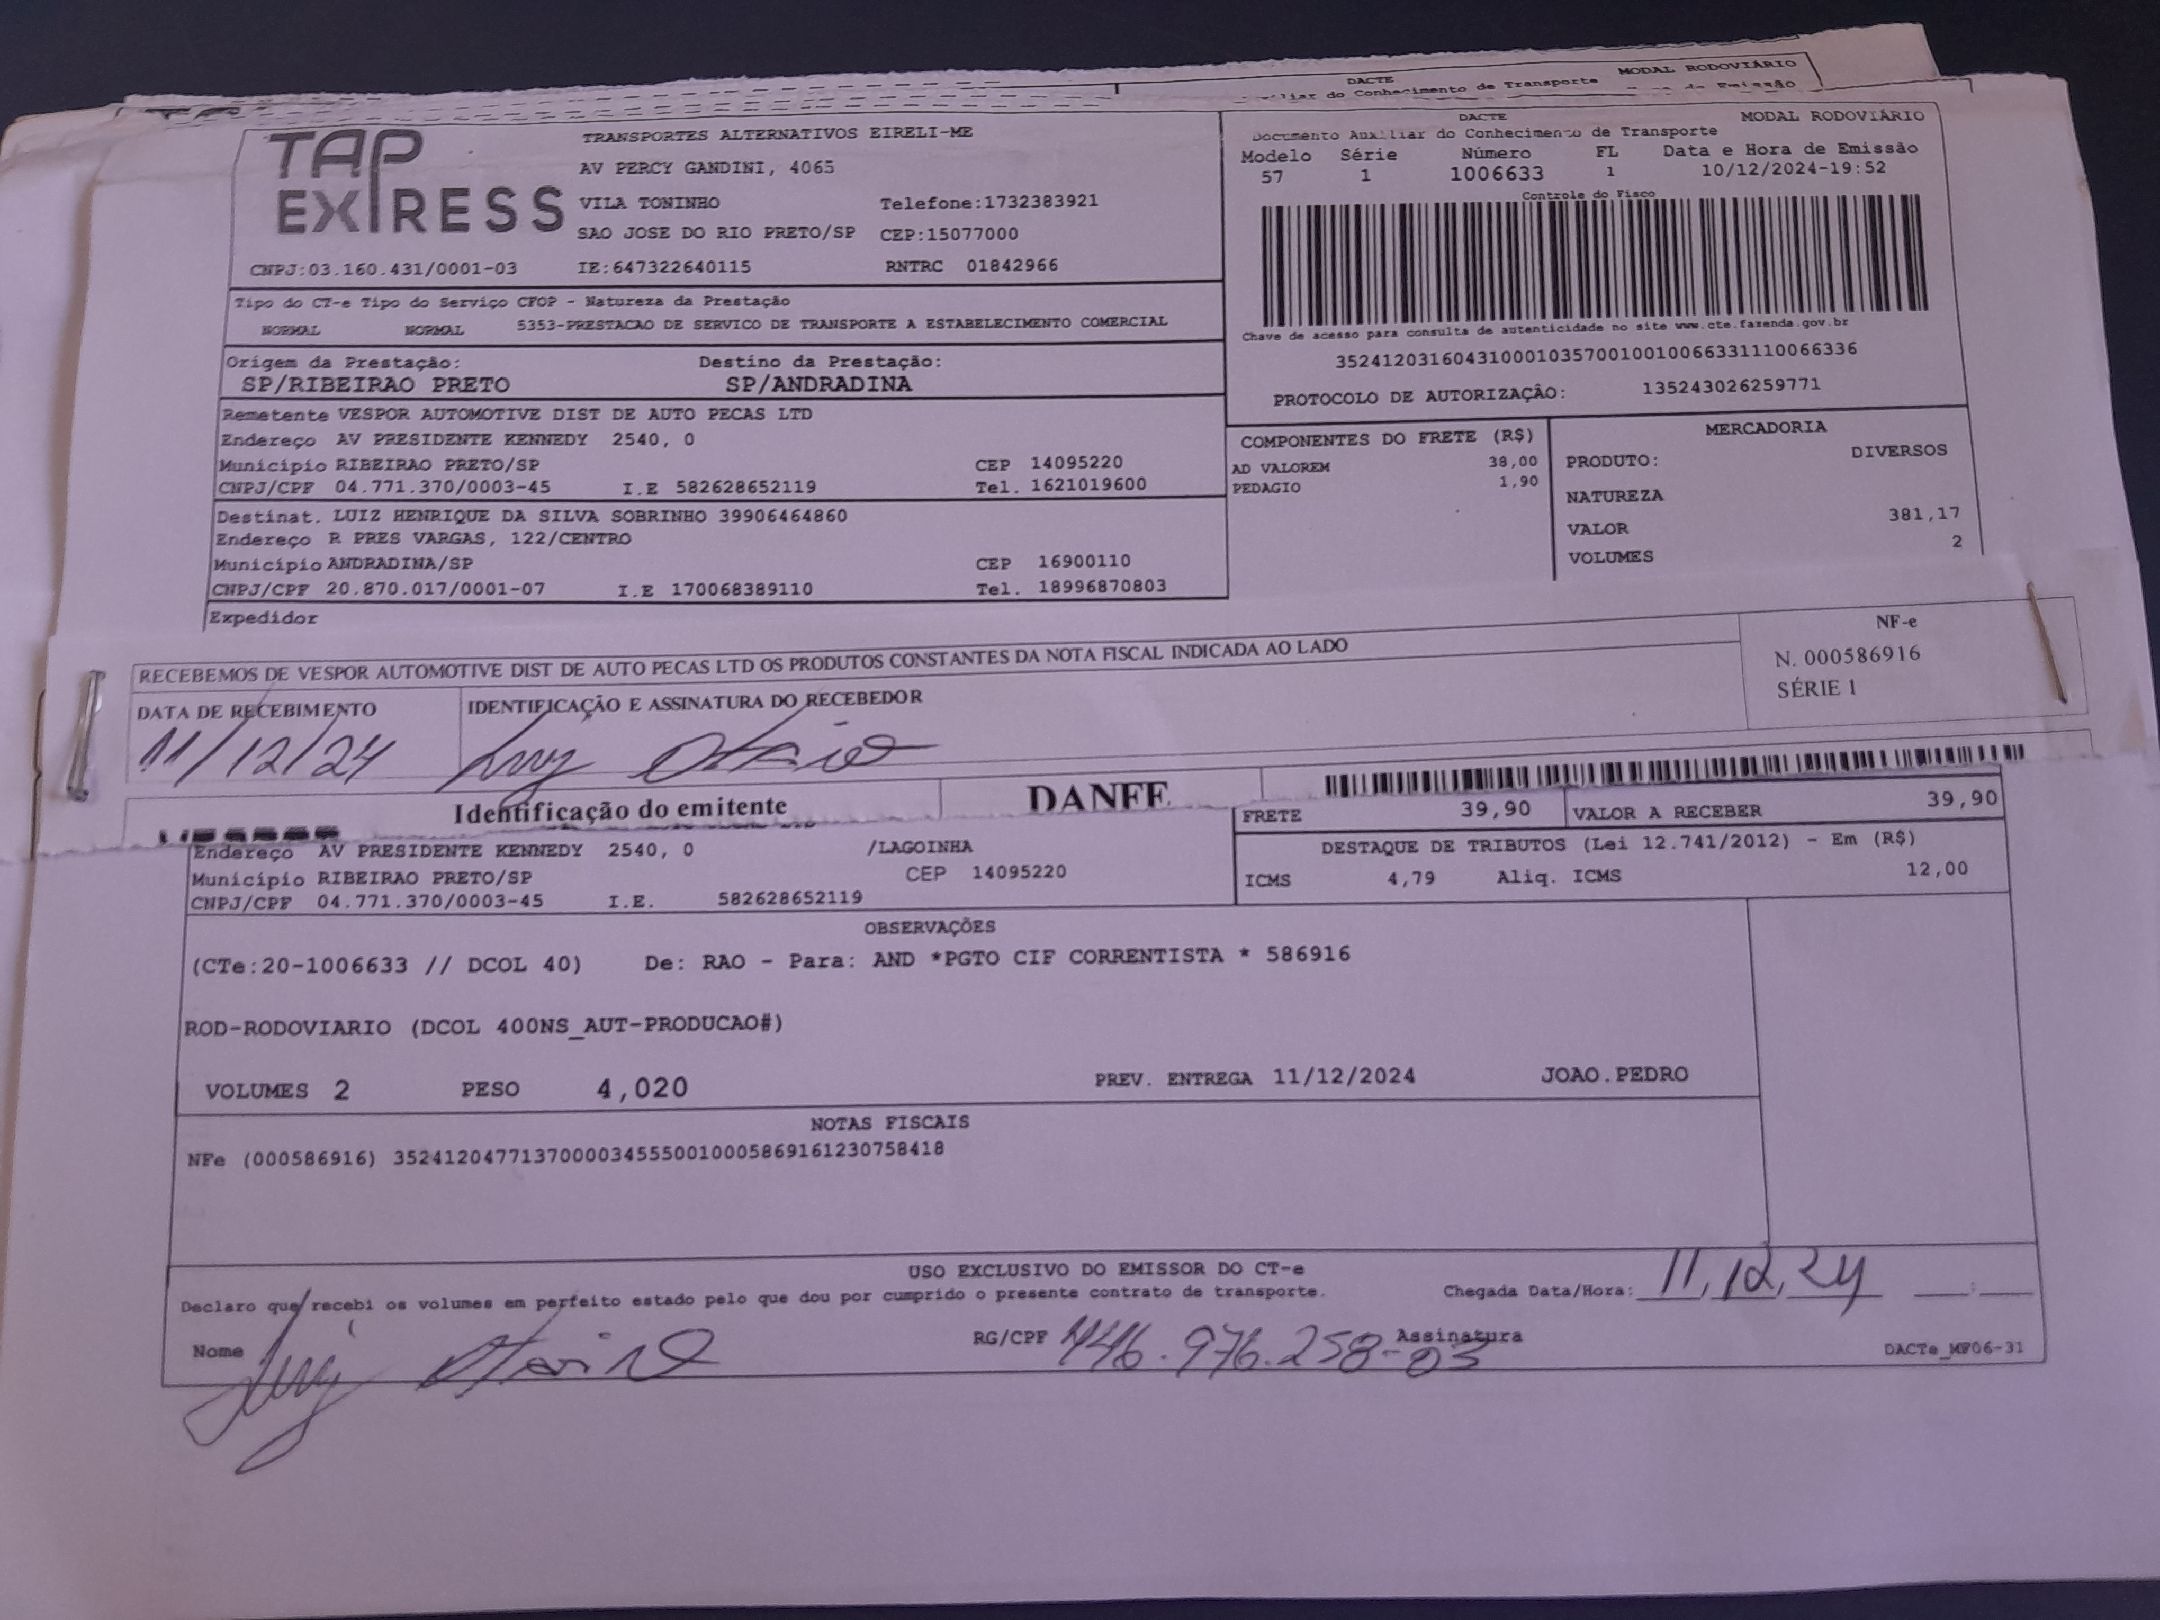 DACTE
MODAL RODOVIÁRIO
do Conhecimento de Transporte
TAP EXPRESS
TRANSPORTES ALTERNATIVOS EIRELI-ME
AV PERCY GANDINI, 4065
VILA TONINHO Telefone:1732383921
SAO JOSE DO RIO PRETO/SP CEP:15077000
CNPJ:03.160.431/0001-03 IE:647322640115 RNTRC 01842966
DACTE MODAL RODOVIÁRIO
Documento Auxiliar do Conhecimento de Transporte
Modelo Série Número FL Data e Hora de Emissão
57 1 1006633 1 10/12/2024-19:52
Controle do Fisco
Chave de acesso para consulta de autenticidade no site www.cte.fazenda.gov.br
35241203160431000103570010010066331110066336
PROTOCOLO DE AUTORIZAÇÃO: 135243026259771
Tipo do CT-e Tipo do Serviço CFOP - Natureza da Prestação
NORMAL NORMAL 5353-PRESTACAO DE SERVICO DE TRANSPORTE A ESTABELECIMENTO COMERCIAL
Origem da Prestação: Destino da Prestação:
SP/RIBEIRAO PRETO SP/ANDRADINA
Remetente VESPOR AUTOMOTIVE DIST DE AUTO PECAS LTD
Endereço AV PRESIDENTE KENNEDY 2540, 0
Município RIBEIRAO PRETO/SP CEP 14095220
CNPJ/CPF 04.771.370/0003-45 I.E 582628652119 Tel. 1621019600
Destinat. LUIZ HENRIQUE DA SILVA SOBRINHO 39906464860
Endereço R PRES VARGAS, 122/CENTRO
Município ANDRADINA/SP CEP 16900110
CNPJ/CPF 20.870.017/0001-07 I.E 170068389110 Tel. 18996870803
Expedidor
COMPONENTES DO FRETE (R$)
AD VALOREM 38,00
PEDAGIO 1,90
MERCADORIA
PRODUTO: DIVERSOS
NATUREZA
VALOR 381,17
VOLUMES 2
RECEBEMOS DE VESPOR AUTOMOTIVE DIST DE AUTO PECAS LTD OS PRODUTOS CONSTANTES DA NOTA FISCAL INDICADA AO LADO
NF-e
N. 000586916
SÉRIE 1
DATA DE RECEBIMENTO IDENTIFICAÇÃO E ASSINATURA DO RECEBEDOR
11/12/24
Identificação do emitente DANFE
FRETE 39,90 VALOR A RECEBER 39,90
Endereço AV PRESIDENTE KENNEDY 2540, 0 /LAGOINHA
Município RIBEIRAO PRETO/SP CEP 14095220
CNPJ/CPF 04.771.370/0003-45 I.E. 582628652119
DESTAQUE DE TRIBUTOS (Lei 12.741/2012) - Em (R$)
ICMS 4,79 Aliq. ICMS 12,00
OBSERVAÇÕES
(CTe:20-1006633 // DCOL 40) De: RAO - Para: AND *PGTO CIF CORRENTISTA * 586916
ROD-RODOVIARIO (DCOL 400NS_AUT-PRODUCAO#)
VOLUMES 2 PESO 4,020 PREV. ENTREGA 11/12/2024 JOAO.PEDRO
NOTAS FISCAIS
NFe (000586916) 35241204771370000345550010005869161230758418
USO EXCLUSIVO DO EMISSOR DO CT-e
Declaro que recebi os volumes em perfeito estado pelo que dou por cumprido o presente contrato de transporte. Chegada Data/Hora: 11,12,24
Nome RG/CPF 446.976.258-03 Assinatura
DACTe_MF06-31